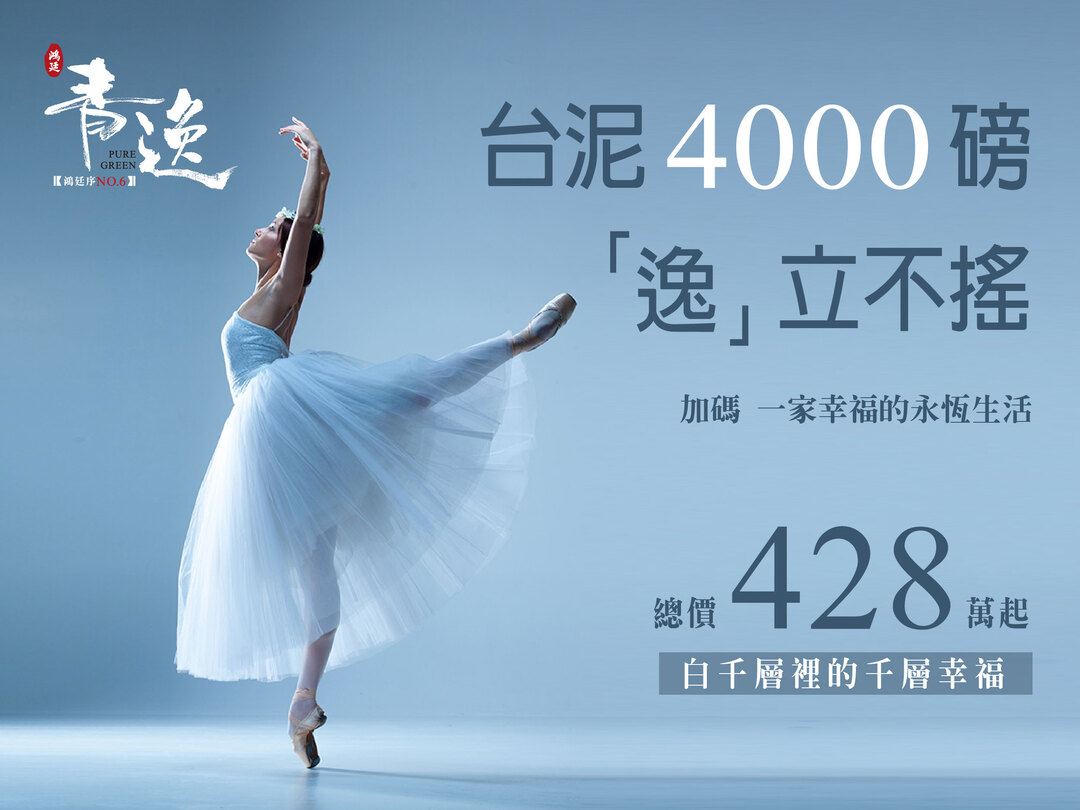 鴻廷
青逸
PURE
GREEN
【鴻廷序NO.6】
台泥 4000 磅
「逸」立不搖
加碼 一家幸福的永恆生活
總價 428 萬起
白千層裡的千層幸福